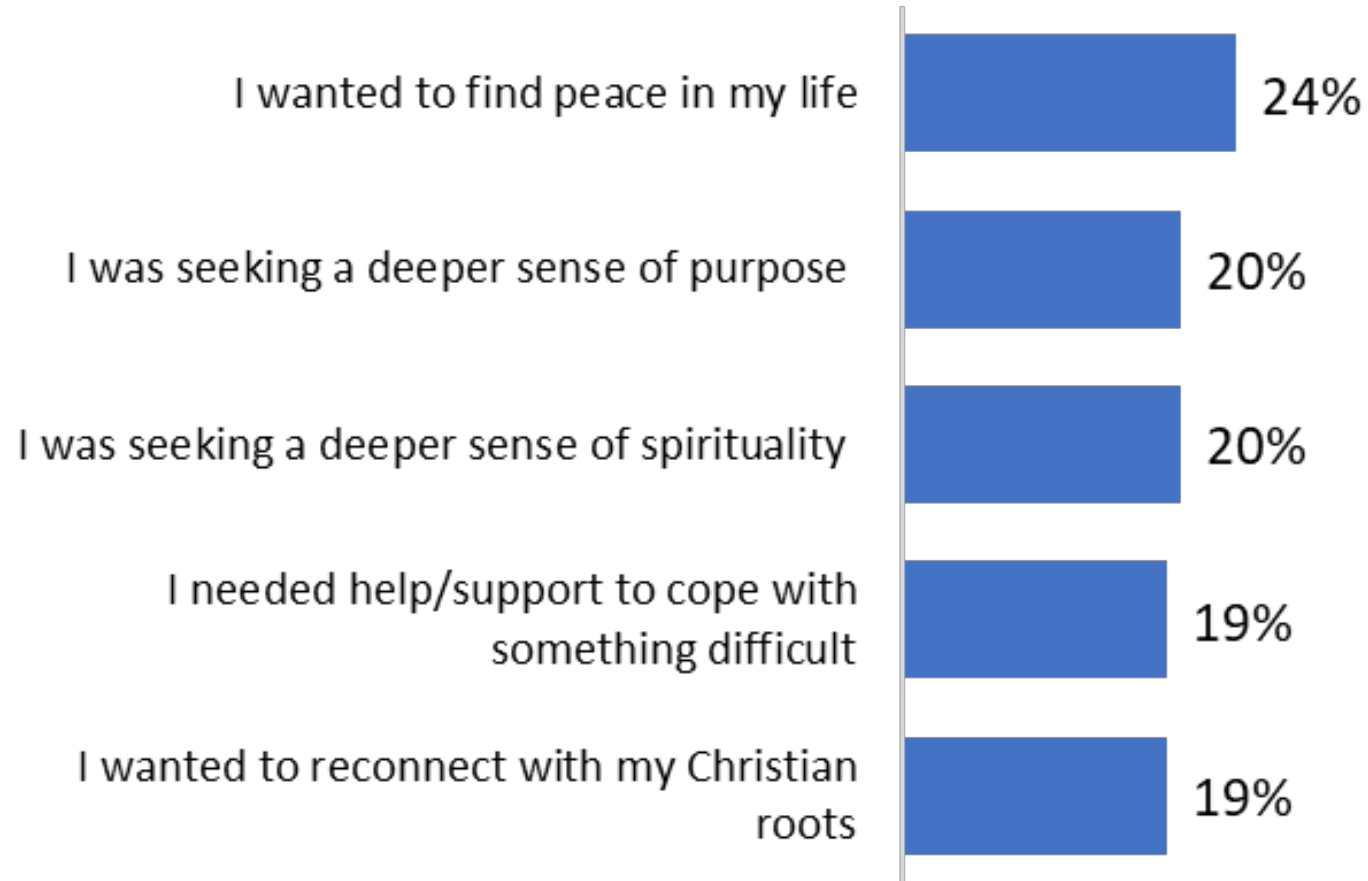 I wanted to find peace in my life
24%
I was seeking a deeper sense of purpose
20%
I was seeking a deeper sense of spirituality
20%
I needed help/support to cope with
something difficult
19%
I wanted to reconnect with my Christian
roots
19%